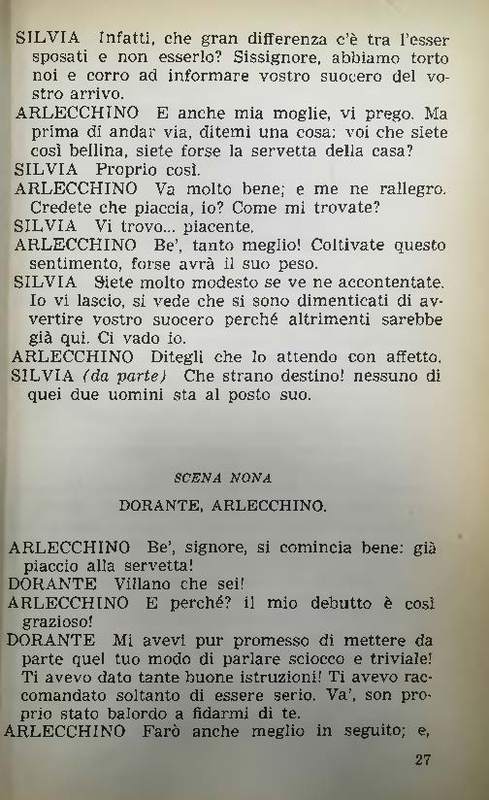 SILVIA Infatti, che gran differenza c'è tra l'esser
sposati e non esserlo? Sissignore, abbiamo torto
noi e corro ad informare vostro suocero del vo-
stro arrivo.
ARLECCHINO E anche mia moglie, vi prego. Ma
prima di andar via, ditemi una cosa: voi che siete
così bellina, siete forse la servetta della casa?
SILVIA Proprio così.
ARLECCHINO Va molto bene; e me ne rallegro.
Credete che piaccia, io? Come mi trovate?
SILVIA Vi trovo... piacente.
ARLECCHINO Be', tanto meglio! Coltivate questo
sentimento, forse avrà il suo peso.
SILVIA Siete molto modesto se ve ne accontentate.
Io vi lascio, si vede che si sono dimenticati di av-
vertire vostro suocero perché altrimenti sarebbe
già qui. Ci vado io.
ARLECCHINO Ditegli che lo attendo con affetto.
SILVIA (da parte) Che strano destino! nessuno di
quei due uomini sta al posto suo.
SCENA NONA
DORANTE, ARLECCHINO.
ARLECCHINO Be', signore, si comincia bene: già
piaccio alla servetta!
DORANTE Villano che sei!
ARLECCHINO E perché? il mio debutto è così
grazioso!
DORANTE Mi avevi pur promesso di mettere da
parte quel tuo modo di parlare sciocco e triviale!
Ti avevo dato tante buone istruzioni! Ti avevo rac-
comandato soltanto di essere serio. Va', son pro-
prio stato balordo a fidarmi di te.
ARLECCHINO Farò anche meglio in seguito; e,
27